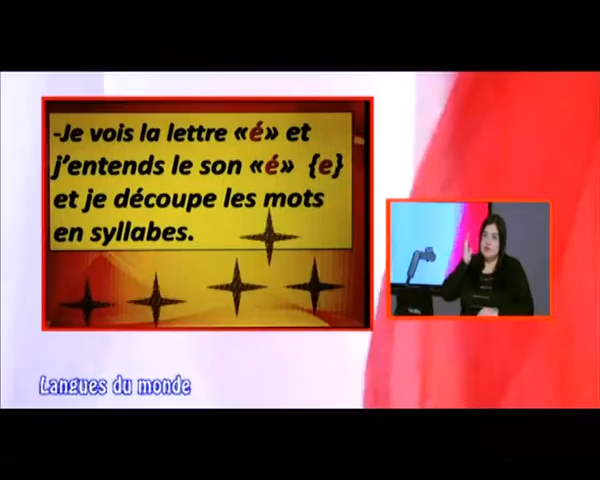 -Je vois la lettre «é» et
j'entends le son «é» {e}
et je découpe les mots
en syllabes.
Langues du monde